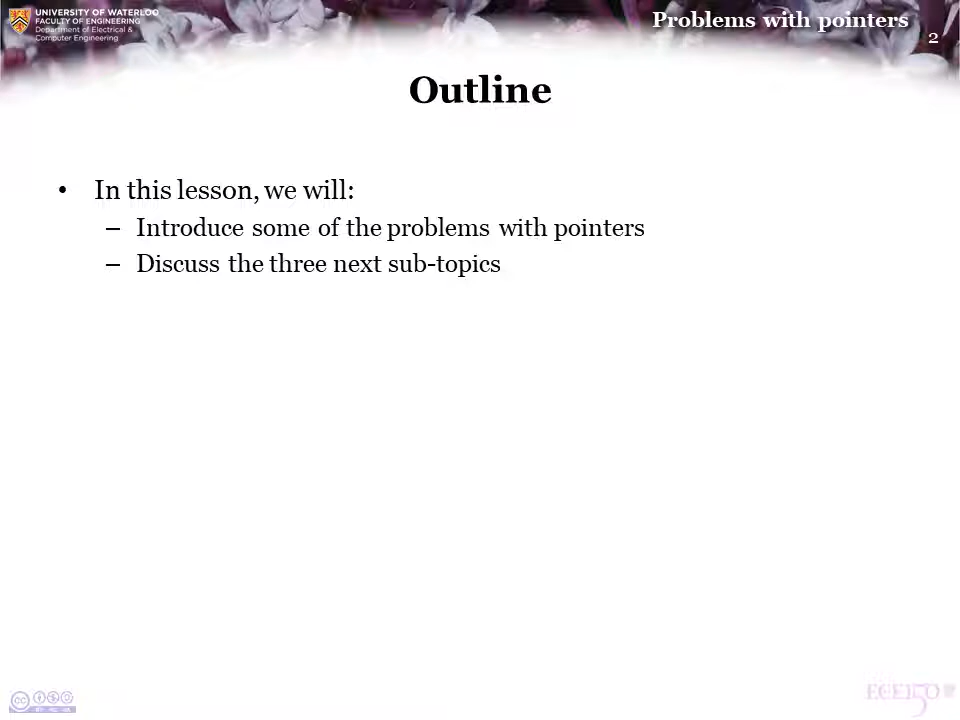 UNIVERSITY OF WATERLOO
FACULTY OF ENGINEERING
Department of Electrical &
Computer Engineering
Problems with pointers
2
Outline
• In this lesson, we will:
– Introduce some of the problems with pointers
– Discuss the three next sub-topics